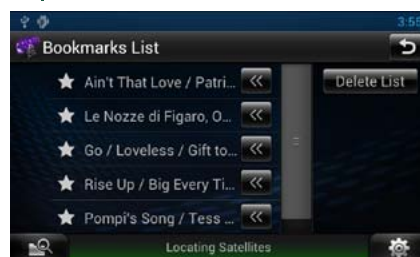 3:55
Bookmarks List
Ain't That Love / Patri...
Delete List
Le Nozze di Figaro, O...
Go / Loveless / Gift to...
Rise Up / Big Every Ti...
Pompi's Song / Tess ...
Locating Satellites